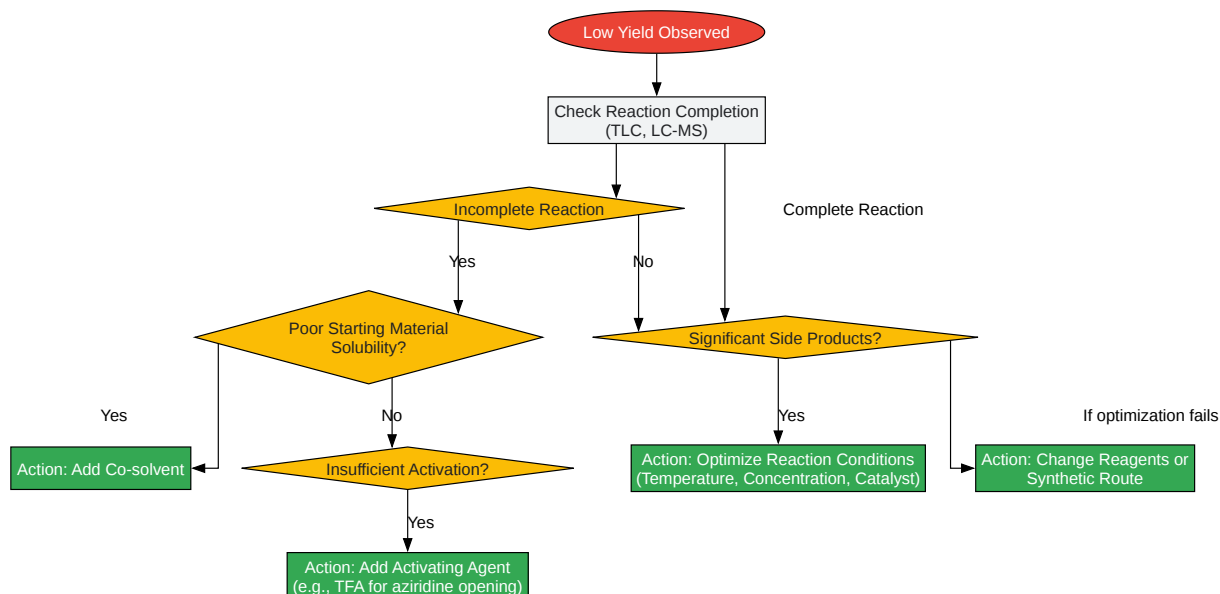 Low Yield Observed
Check Reaction Completion
(TLC, LC-MS)
Incomplete Reaction
Complete Reaction
Yes
No
Poor Starting Material
Solubility?
Significant Side Products?
Yes
No
Yes
If optimization fails
Action: Add Co-solvent
Insufficient Activation?
Action: Optimize Reaction Conditions
(Temperature, Concentration, Catalyst)
Action: Change Reagents or
Synthetic Route
Yes
Action: Add Activating Agent
(e.g., TFA for aziridine opening)